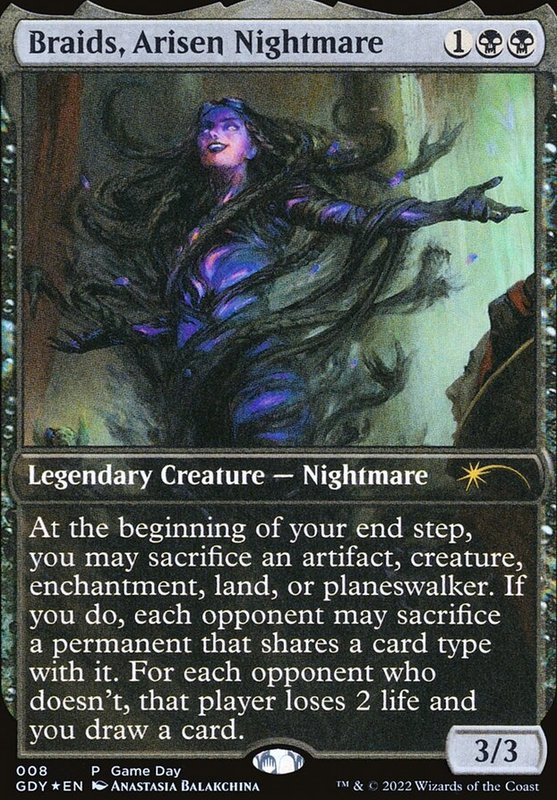 Braids, Arisen Nightmare 1
Legendary Creature — Nightmare
At the beginning of your end step,
you may sacrifice an artifact, creature,
enchantment, land, or planeswalker. If
you do, each opponent may sacrifice
a permanent that shares a card type
with it. For each opponent who
doesn't, that player loses 2 life and
you draw a card.
3/3
008 P Game Day
GDY★EN Anastasia Balakchina ™ & © 2022 Wizards of the Coast